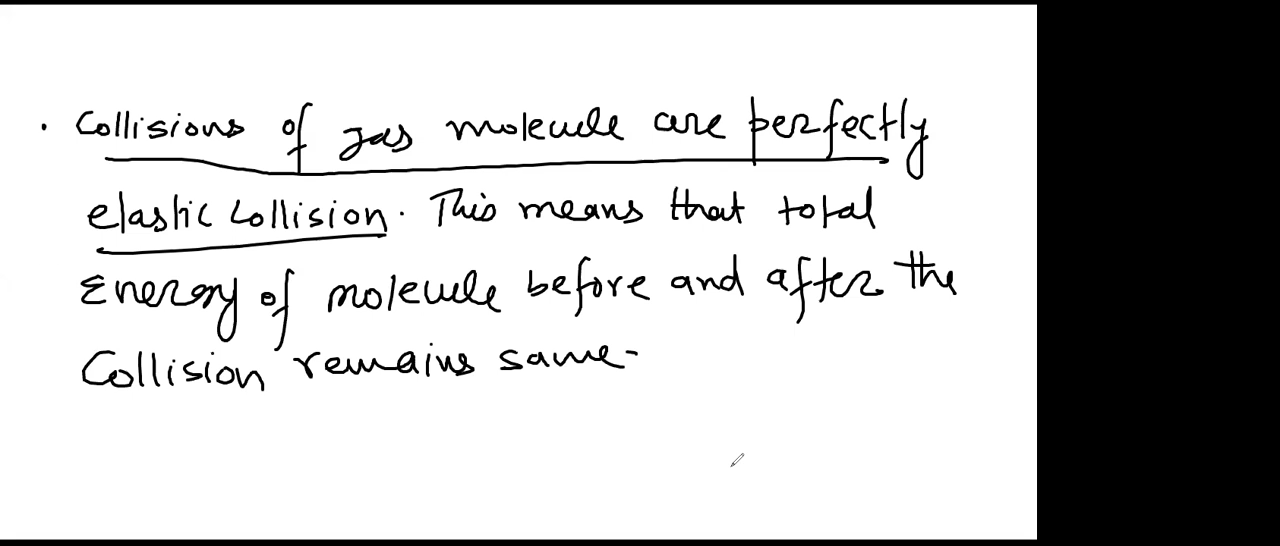 • Collisions of gas molecule are perfectly
elastic collision. This means that total
Energy of molecule before and after the
Collision remains same-